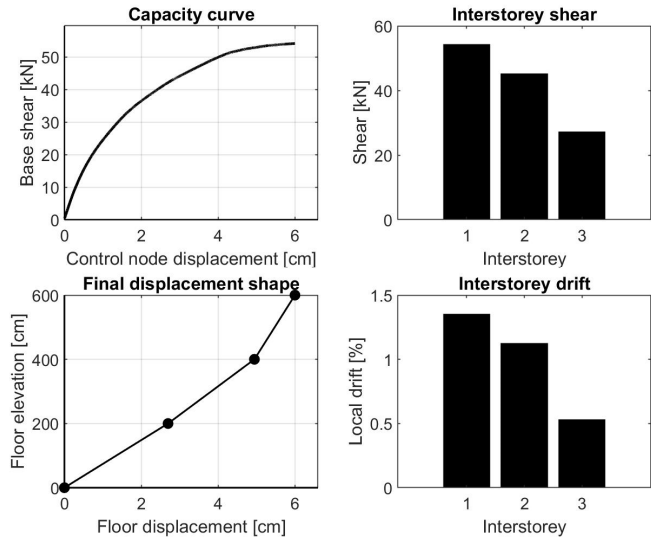 Capacity curve
Base shear [kN]
50
40
30
20
10
0
0 2 4 6
Control node displacement [cm]
Interstorey shear
Shear [kN]
60
40
20
0
1 2 3
Interstorey
Final displacement shape
Floor elevation [cm]
600
400
200
0
0 2 4 6
Floor displacement [cm]
Interstorey drift
Local drift [%]
1.5
1
0.5
0
1 2 3
Interstorey